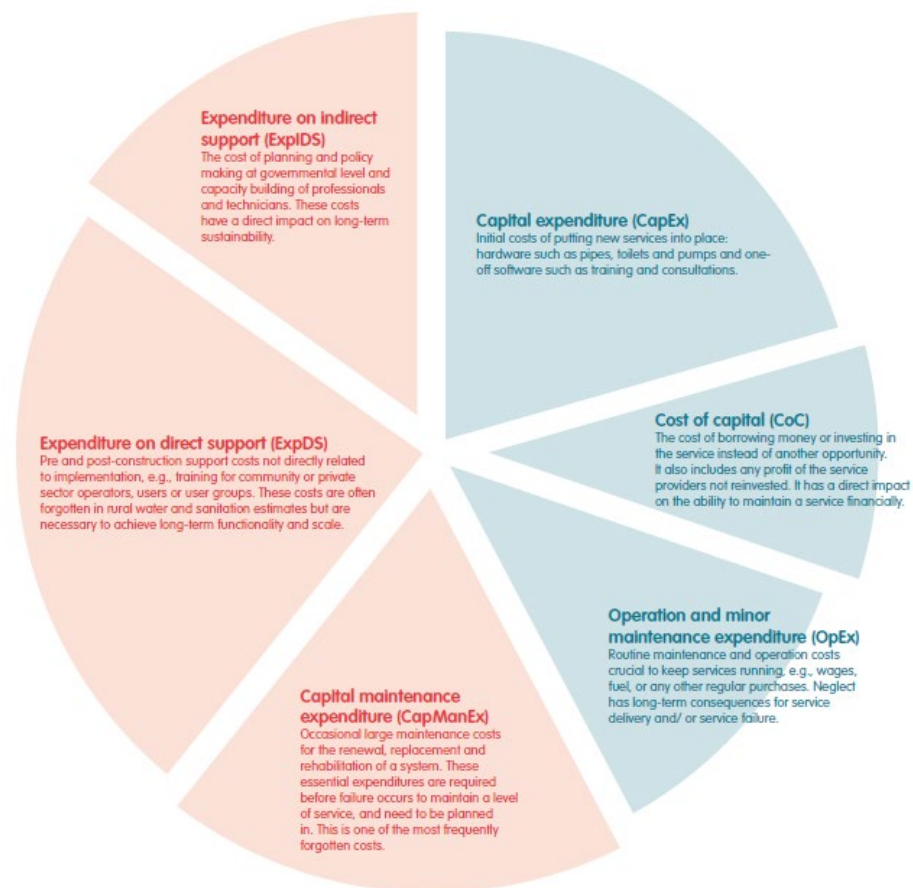 Expenditure on indirect
support (ExpIDS)
The cost of planning and policy
making at governmental level and
capacity building of professionals
and technicians. These costs
have a direct impact on long-term
sustainability.
Capital expenditure (CapEx)
Initial costs of putting new services into place:
hardware such as pipes, toilets and pumps and one-
off software such as training and consultations.
Cost of capital (CoC)
The cost of borrowing money or investing in
the service instead of another opportunity.
It also includes any profit of the service
providers not reinvested. It has a direct impact
on the ability to maintain a service financially.
Expenditure on direct support (ExpDS)
Pre and post-construction support costs not directly related
to implementation, e.g., training for community or private
sector operators, users or user groups. These costs are often
forgotten in rural water and sanitation estimates but are
necessary to achieve long-term functionality and scale.
Operation and minor
maintenance expenditure (OpEx)
Routine maintenance and operation costs
crucial to keep services running, e.g., wages,
fuel, or any other regular purchases. Neglect
has long-term consequences for service
delivery and/ or service failure.
Capital maintenance
expenditure (CapManEx)
Occasional large maintenance costs
for the renewal, replacement and
rehabilitation of a system. These
essential expenditures are required
before failure occurs to maintain a level
of service, and need to be planned
in. This is one of the most frequently
forgotten costs.